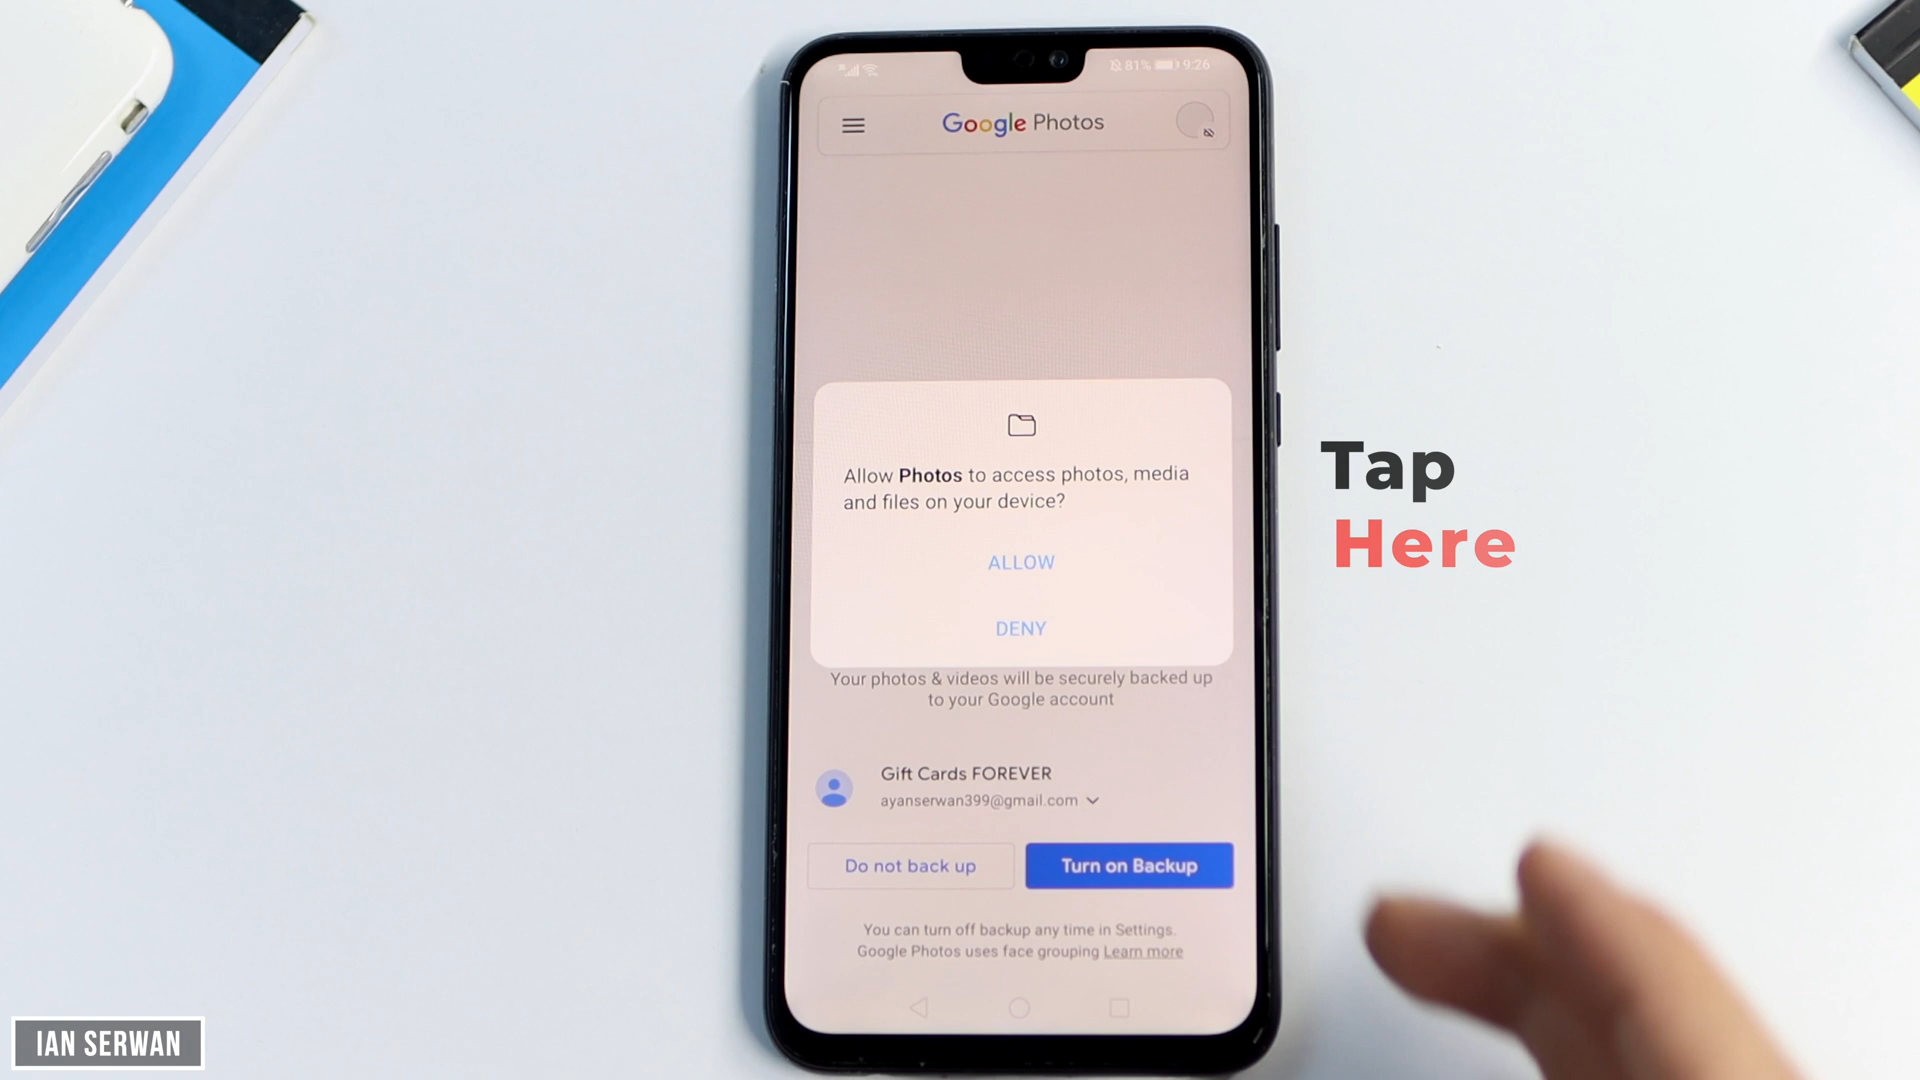 81% 9:26
Google Photos
Allow Photos to access photos, media
and files on your device?
ALLOW
DENY
Your photos & videos will be securely backed up
to your Google account
Gift Cards FOREVER
ayanserwan399@gmail.com
Do not back up
Turn on Backup
You can turn off backup any time in Settings.
Google Photos uses face grouping Learn more
Tap
Here
IAN SERWAN